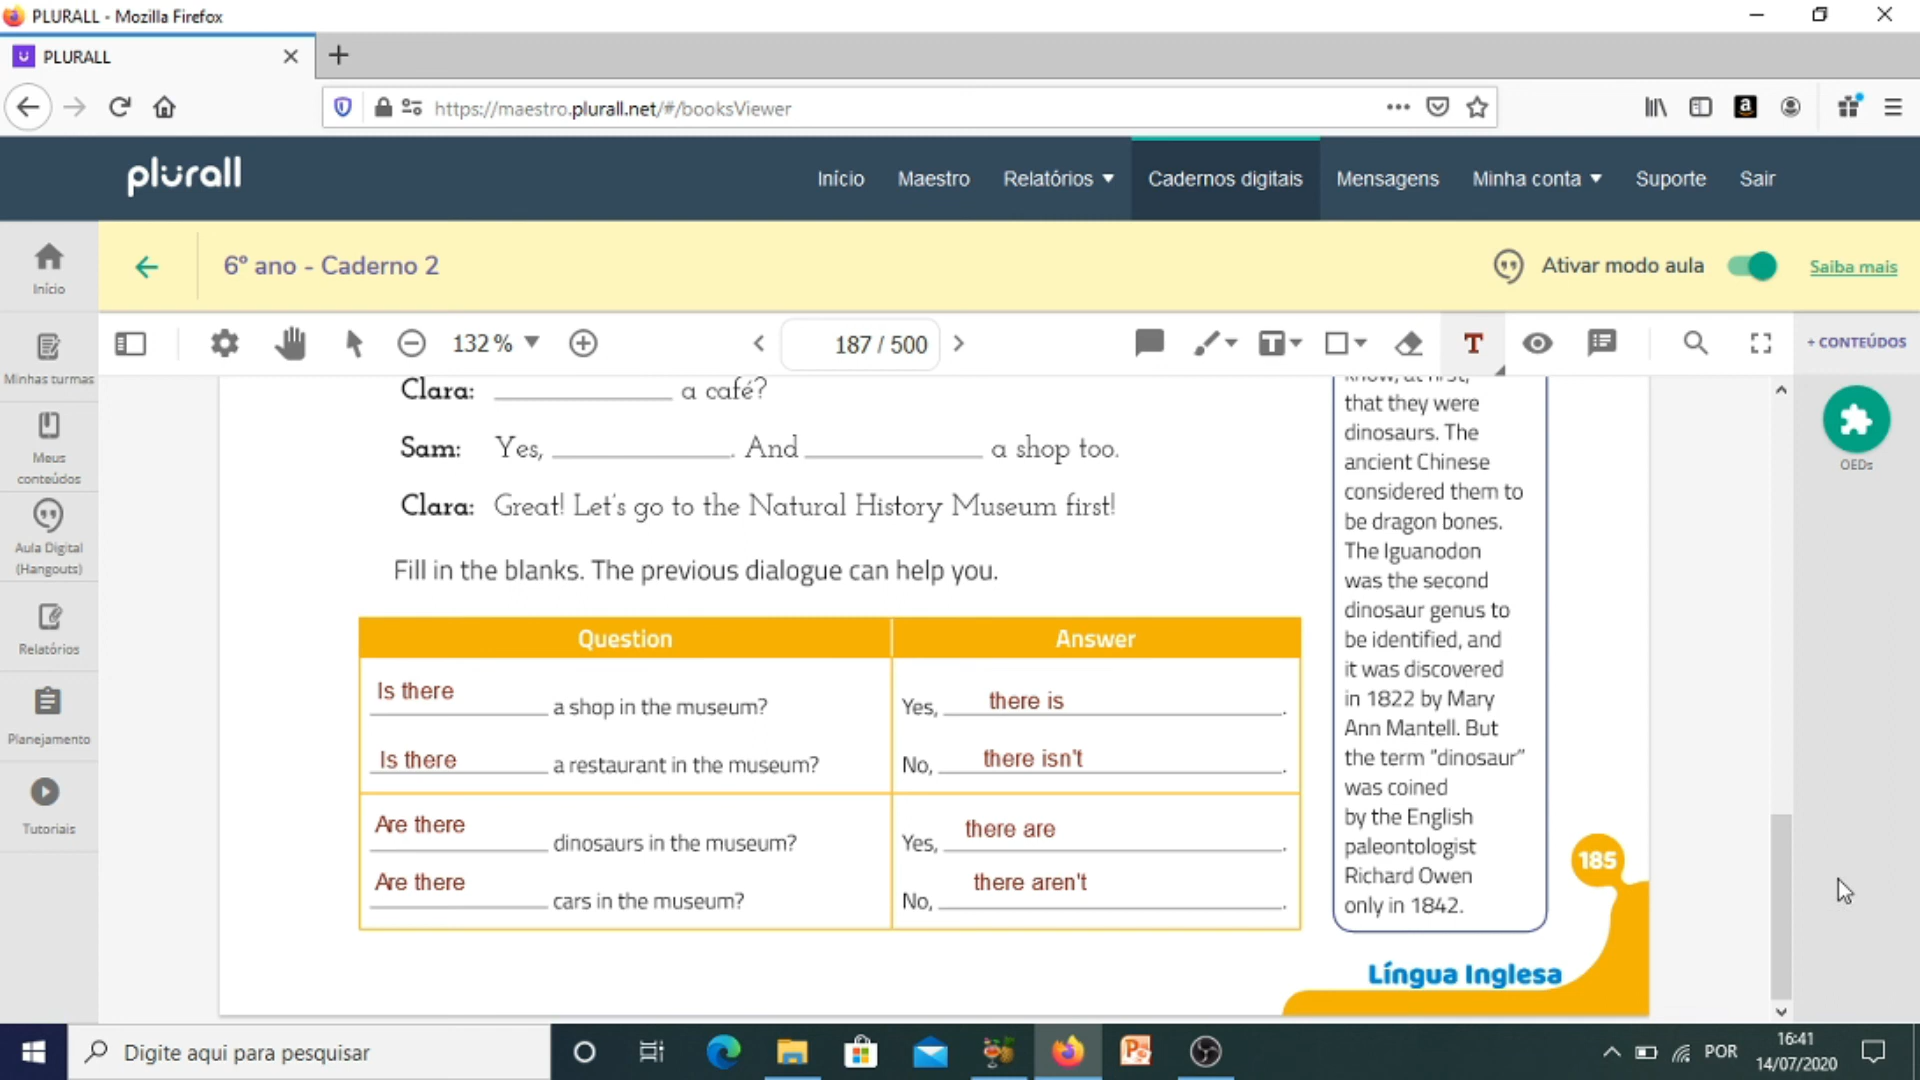 PLURALL - Mozilla Firefox
PLURALL
https://maestro.plurall.net/#/booksViewer
plurall
Início Maestro Relatórios Cadernos digitais Mensagens Minha conta Suporte Sair
6º ano - Caderno 2
Ativar modo aula
Saiba mais
132 %
187 / 500
T
+ CONTEÚDOS
OEDs
Início
Minhas turmas
Meus
conteúdos
Aula Digital
(Hangouts)
Relatórios
Planejamento
Tutoriais
Clara: ____________ a café?
Sam: Yes, ____________. And ____________ a shop too.
Clara: Great! Let's go to the Natural History Museum first!
Fill in the blanks. The previous dialogue can help you.
Question Answer
Is there a shop in the museum? Yes, there is.
Is there a restaurant in the museum? No, there isn't.
Are there dinosaurs in the museum? Yes, there are.
Are there cars in the museum? No, there aren't.
know, at first,
that they were
dinosaurs. The
ancient Chinese
considered them to
be dragon bones.
The Iguanodon
was the second
dinosaur genus to
be identified, and
it was discovered
in 1822 by Mary
Ann Mantell. But
the term "dinosaur"
was coined
by the English
paleontologist
Richard Owen
only in 1842.
185
Língua Inglesa
Digite aqui para pesquisar
POR
16:41
14/07/2020